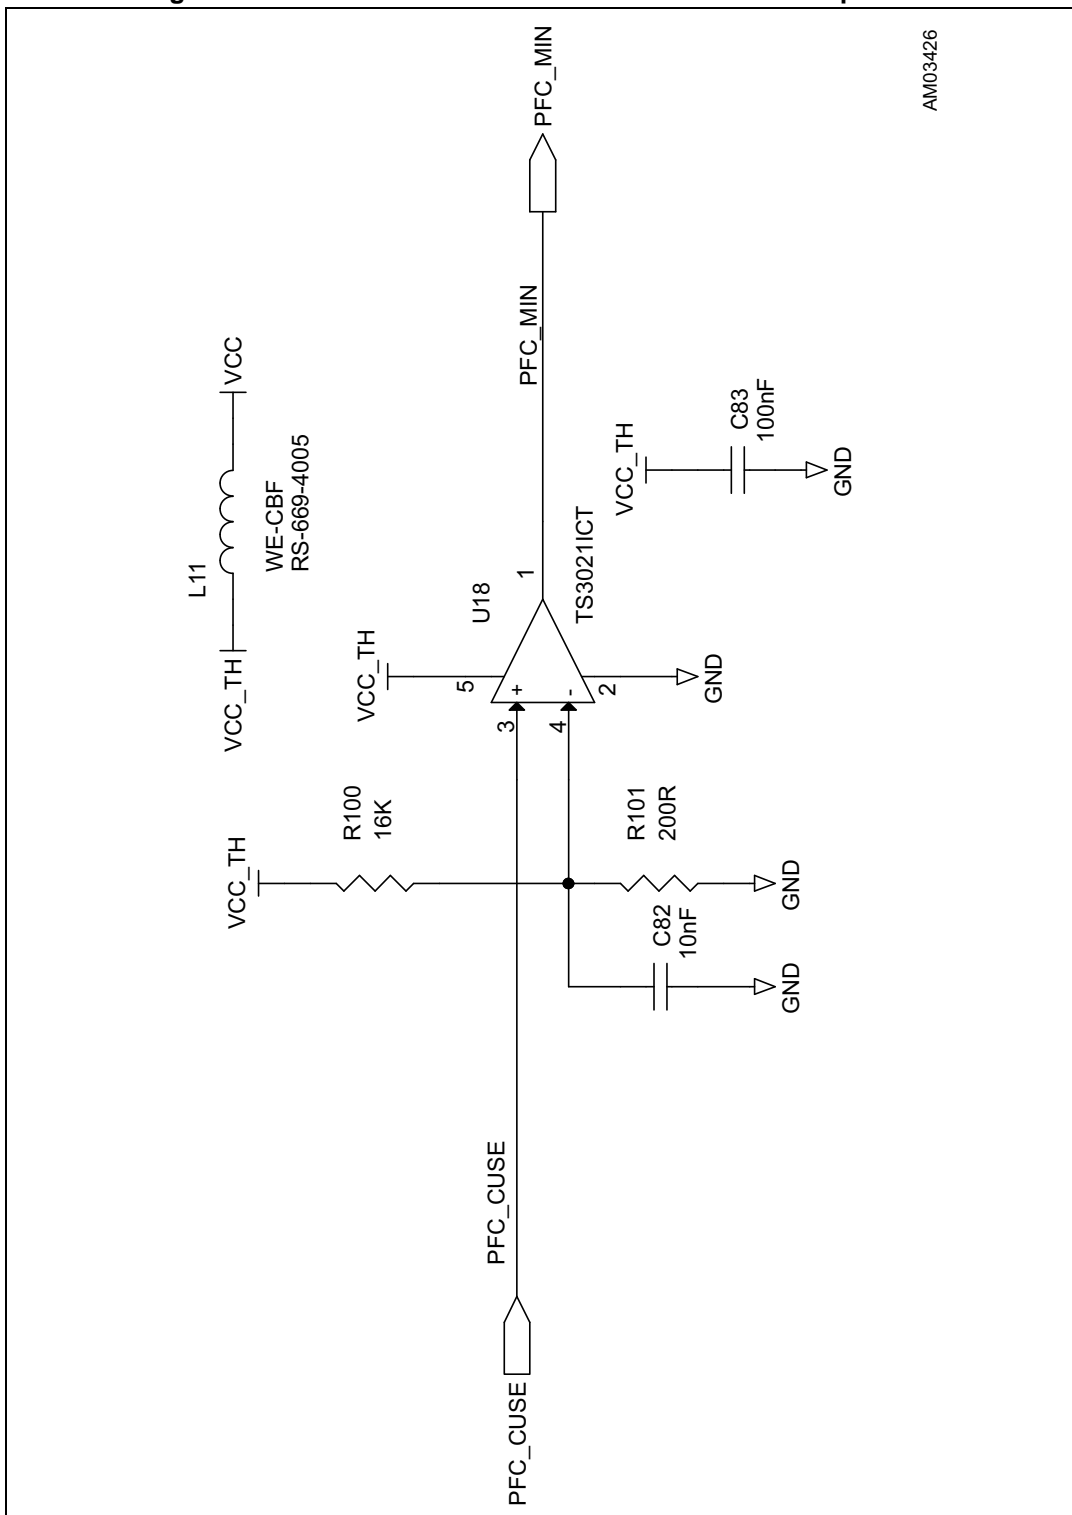 AM03426
PFC_MIN
PFC_MIN
VCC
L11
WE-CBF
RS-669-4005
VCC_TH
VCC_TH
C83
100nF
GND
U18
1
TS3021ICT
VCC_TH
5
+
-
3
4
2
GND
VCC_TH
R100
16K
R101
200R
C82
10nF
GND
GND
PFC_CUSE
PFC_CUSE